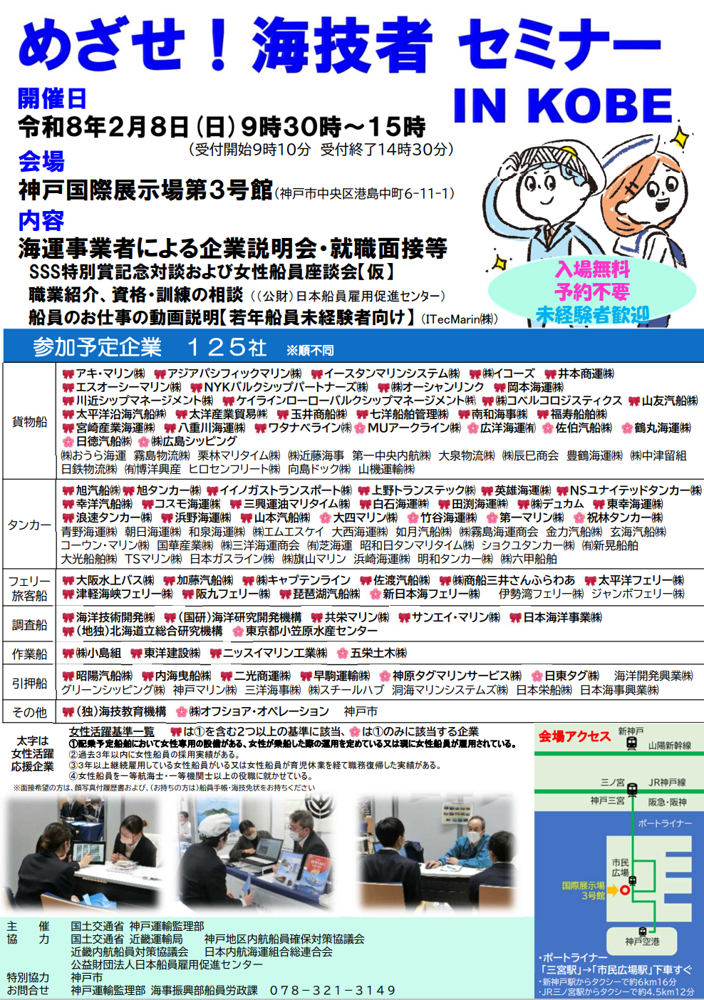 めざせ！海技者 セミナー
IN KOBE
開催日
令和8年2月8日(日)9時30時～15時
（受付開始9時10分　受付終了14時30分）
会場
神戸国際展示場第3号館(神戸市中央区港島中町6-11-1)
内容
海運事業者による企業説明会・就職面接等
SSS特別賞記念対談および女性船員座談会【仮】
職業紹介、資格・訓練の相談（(公財)日本船員雇用促進センター）
船員のお仕事の動画説明【若年船員未経験者向け】（ITecMarin㈱）
入場無料
予約不要
未経験者歓迎
参加予定企業　１２５社　※順不同
貨物船
アキ・マリン㈱　アジアパシフィックマリン㈱　イースタンマリンシステム㈱　㈱イコーズ　井本商運㈱
エスオーシーマリン㈱　NYKバルクシップパートナーズ㈱　㈱オーシャンリンク　岡本海運㈱
川近シップマネージメント㈱　ケイラインローローバルクシップマネージメント㈱　㈱コベルコロジスティクス　山友汽船㈱
太平洋沿海汽船㈱　太洋産業貿易㈱　玉井商船㈱　七洋船舶管理㈱　南和海事㈱　福寿船舶㈱
宮崎産業海運㈱　八重川海運㈱　ワタナベライン㈱　MUアークライン㈱　広洋海運㈲　佐伯汽船㈱　鶴丸海運㈱
日徳汽船㈱　㈱広島シッピング
㈱おうら海運　霧島物流㈱　栗林マリタイム㈱　㈱近藤海事　第一中央内航㈱　大泉物流㈱　㈱辰巳商会　豊鶴海運㈱　㈱中津留組
日鉄物流㈱　㈲博洋興産　ヒロセンフリート㈱　向島ドック㈱　山機運輸㈱
タンカー
旭汽船㈱　旭タンカー㈱　イイノガストランスポート㈱　上野トランステック㈱　英雄海運㈱　NSユナイテッドタンカー㈱
幸洋汽船㈱　コスモ海運㈱　三興運油マリタイム㈱　白石海運㈱　田渕海運㈱　㈱デュカム　東幸海運㈱
浪速タンカー㈱　浜野海運㈱　山本汽船㈱　大四マリン㈱　竹谷海運㈱　第一マリン㈱　祝林タンカー㈱
青野海運㈱　朝日海運㈱　和泉海運㈱　㈱エムエスケイ　大西海運㈱　如月汽船㈱　㈱霧島海運商会　金力汽船㈱　玄海汽船㈱
コーウン・マリン㈱　国華産業㈱　㈱三洋海運商会　㈲芝海運　昭和日タンマリタイム㈱　ショクユタンカー㈱　㈲新晃船舶
大光船舶㈱　TSマリン㈱　日本ガスライン㈱　㈱旗山マリン　浜崎海運㈱　明和タンカー㈱　㈱六甲船舶
フェリー
旅客船
大阪水上バス㈱　加藤汽船㈱　㈱キャプテンライン　佐渡汽船㈱　㈱商船三井さんふらわあ　太平洋フェリー㈱
津軽海峡フェリー㈱　阪九フェリー㈱　琵琶湖汽船㈱　新日本海フェリー㈱　伊勢湾フェリー㈱　ジャンボフェリー㈱
調査船
海洋技術開発㈱　(国研)海洋研究開発機構　共栄マリン㈱　サンエイ・マリン㈱　日本海洋事業㈱
(地独)北海道立総合研究機構　東京都小笠原水産センター
作業船
㈱小島組　東洋建設㈱　ニッスイマリン工業㈱　五栄土木㈱
引押船
昭陽汽船㈱　内海曳船㈱　二光商運㈱　早駒運輸㈱　神原タグマリンサービス㈱　日東タグ㈱　海洋開発興業㈱
グリーンシッピング㈱　神戸マリン㈱　三洋海事㈱　㈱スチールハブ　洞海マリンシステムズ㈱　日本栄船㈱　日本海事興業㈱
その他
(独)海技教育機構　㈱オフショア・オペレーション　神戸市
太字は
女性活躍
応援企業
女性活躍基準一覧　は①を含む2つ以上の基準に該当、は①のみに該当する企業
①配乗予定船舶において女性専用の設備がある、女性が乗船した際の運用を定めている又は現に女性船員が雇用されている。
②過去3年以内に女性船員の採用実績がある。
③3年以上継続雇用している女性船員がいる又は女性船員が育児休業を経て職務復帰した実績がある。
④女性船員を一等航海士・一等機関士以上の役職に就かせている。
※面接希望の方は、顔写真付履歴書および、（お持ちの方は）船員手帳・海技免状をお持ちください
会場アクセス
新神戸
山陽新幹線
三ノ宮
JR神戸線
神戸三宮
阪急・阪神
ポートライナー
市民
広場
国際展示場
3号館
神戸空港
・ポートライナー
「三宮駅」→「市民広場駅」下車すぐ
・新神戸駅からタクシーで約6km16分
・JR三ノ宮駅からタクシーで約4.5km12分
主　催　国土交通省 神戸運輸監理部
協　力　国土交通省 近畿運輸局　神戸地区内航船員確保対策協議会
近畿内航船員対策協議会　日本内航海運組合総連合会
公益財団法人日本船員雇用促進センター
特別協力　神戸市
お問合せ　神戸運輸監理部 海事振興部船員労政課　０７８－３２１－３１４９